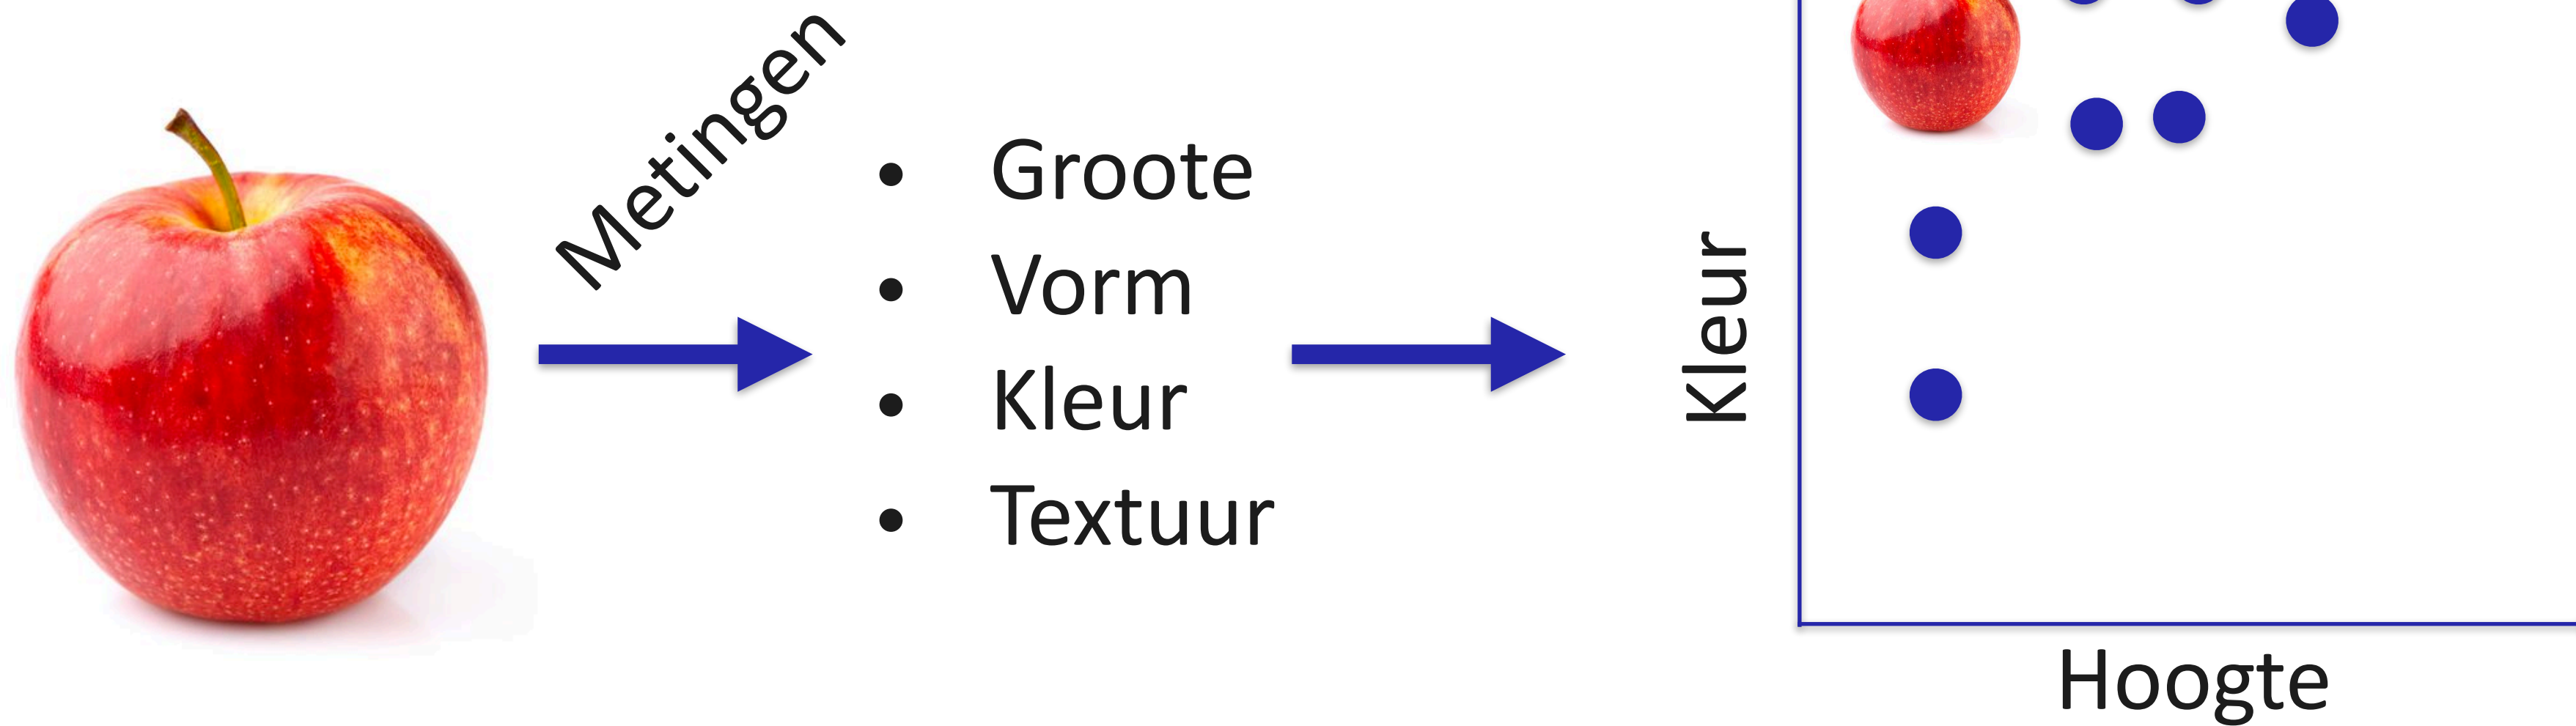 Metingen
• Groote
• Vorm
• Kleur
• Textuur
Kleur
Hoogte